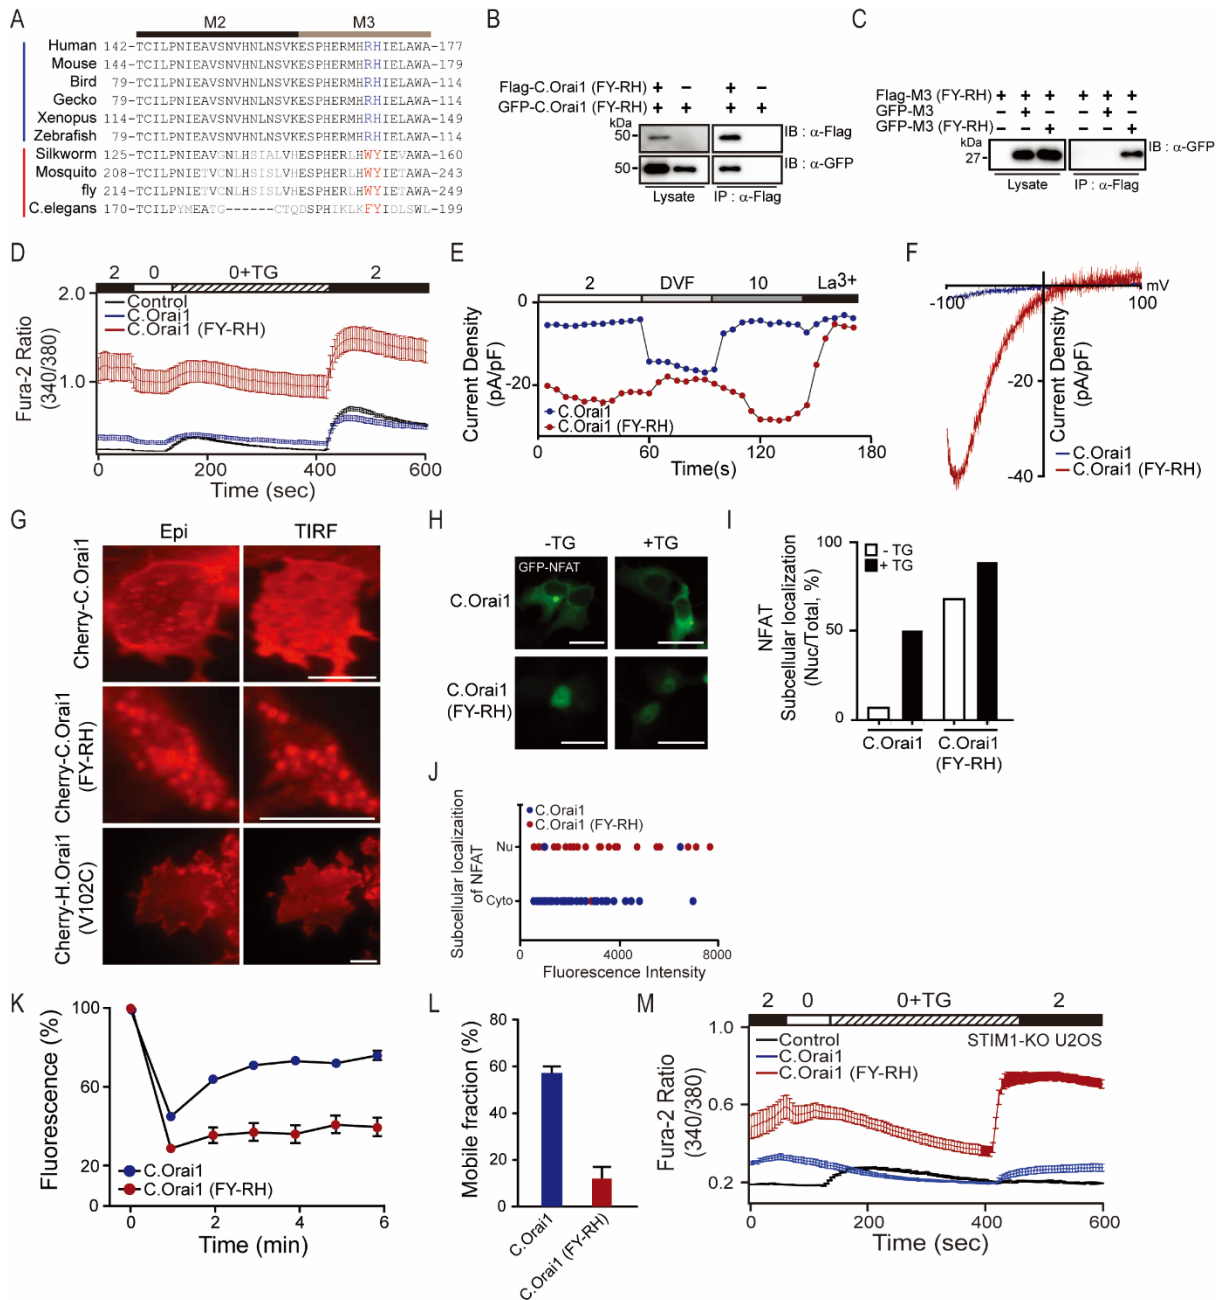 A
M2 M3
Human 142-TCILPNIEAVSNVHNLNSVKESPHERMHRHIELAWA-177
Mouse 144-TCILPNIEAVSNVHNLNSVKESPHERMHRHIELAWA-179
Bird 79-TCILPNIEAVSNVHNLNSVKESPHERMHRHIELAWA-114
Gecko 79-TCILPNIEAVSNVHNLNSVKESPHERMHRHIELAWA-114
Xenopus 114-TCILPNIEAVSNVHNLNSVKESPHERMHRHIELAWA-149
Zebrafish 79-TCILPNIEAVSNVHNLNSVKESPHERMHRHIELAWA-114
Silkworm 125-TCILPNIEAVGNLHSIALVHESPHERLHWYIEVAWA-160
Mosquito 208-TCILPNIETVCNLHSISLVHESPHERLHWYIETAWA-243
fly 214-TCILPNIETVCNLHSISLVHESPHERLHWYIETAWA-249
C.elegans 170-TCILPYMEATG------CTQDSPHIKLKFYIDLSWL-199
B
Flag-C.Orai1 (FY-RH) + − + −
GFP-C.Orai1 (FY-RH) + + + +
kDa
50 IB : α-Flag
50 IB : α-GFP
Lysate IP : α-Flag
C
Flag-M3 (FY-RH) + + + + + +
GFP-M3 − + − − + −
GFP-M3 (FY-RH) − − + − − +
kDa
27 IB : α-GFP
Lysate IP : α-Flag
D
2 0 0+TG 2
2.0
Control
C.Orai1
C.Orai1 (FY-RH)
1.0
Fura-2 Ratio
(340/380)
0 200 400 600
Time (sec)
E
2 DVF 10 La3+
0
-20
Current Density
(pA/pF)
C.Orai1
C.Orai1 (FY-RH)
0 60 120 180
Time(s)
F
mV
-100 100
-20
-40
Current Density
(pA/pF)
C.Orai1
C.Orai1 (FY-RH)
G
Epi TIRF
Cherry-C.Orai1
Cherry-C.Orai1
(FY-RH)
Cherry-H.Orai1
(V102C)
H
-TG +TG
GFP-NFAT
C.Orai1
C.Orai1
(FY-RH)
I
NFAT
Subcellular localization
(Nuc/Total, %)
100
50
0
- TG
+ TG
C.Orai1 C.Orai1
(FY-RH)
J
C.Orai1
C.Orai1 (FY-RH)
Subcellular localizaition
of NFAT
Nu
Cyto
0 4000 8000
Fluorescence Intensity
K
Fluorescence (%)
100
60
20
0
C.Orai1
C.Orai1 (FY-RH)
0 2 4 6
Time (min)
L
Mobile fraction (%)
80
60
40
20
0
C.Orai1
C.Orai1 (FY-RH)
M
2 0 0+TG 2
1.0
Control
C.Orai1
C.Orai1 (FY-RH)
STIM1-KO U2OS
0.6
0.2
Fura-2 Ratio
(340/380)
0 200 400 600
Time (sec)